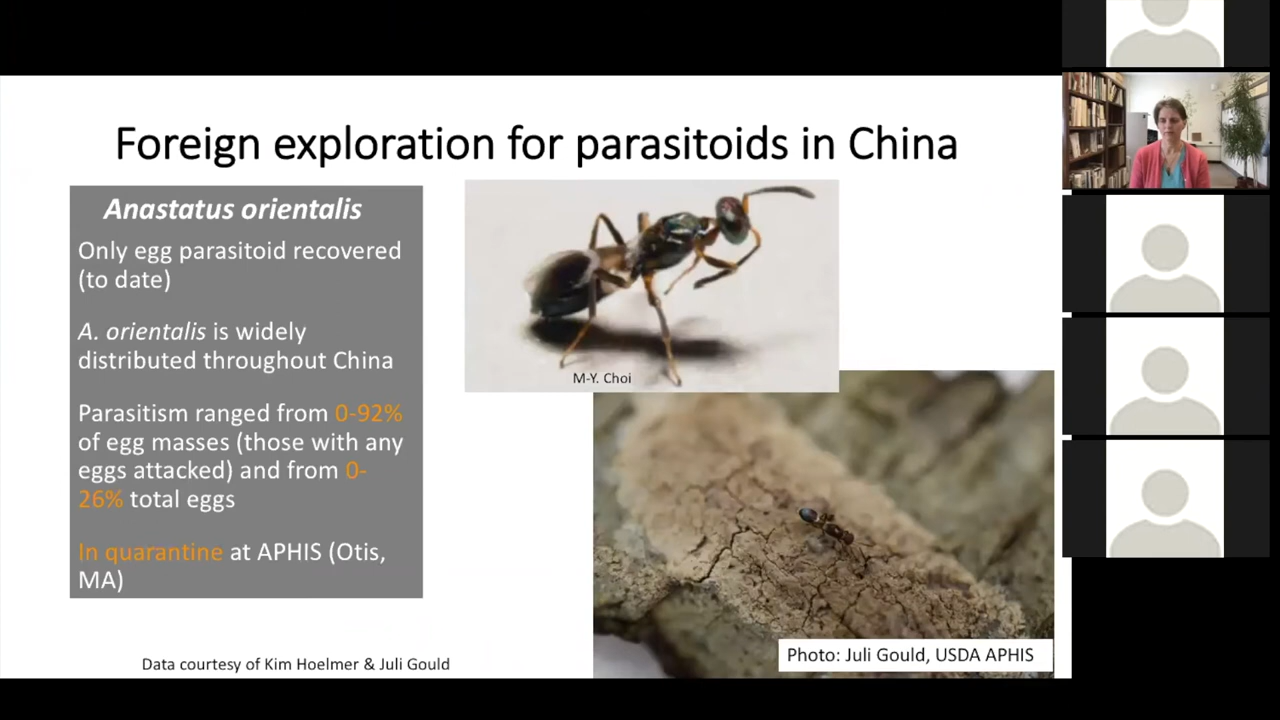 Foreign exploration for parasitoids in China
Anastatus orientalis
Only egg parasitoid recovered
(to date)
A. orientalis is widely
distributed throughout China
Parasitism ranged from 0-92%
of egg masses (those with any
eggs attacked) and from 0-
26% total eggs
In quarantine at APHIS (Otis,
MA)
M-Y. Choi
Photo: Juli Gould, USDA APHIS
Data courtesy of Kim Hoelmer & Juli Gould